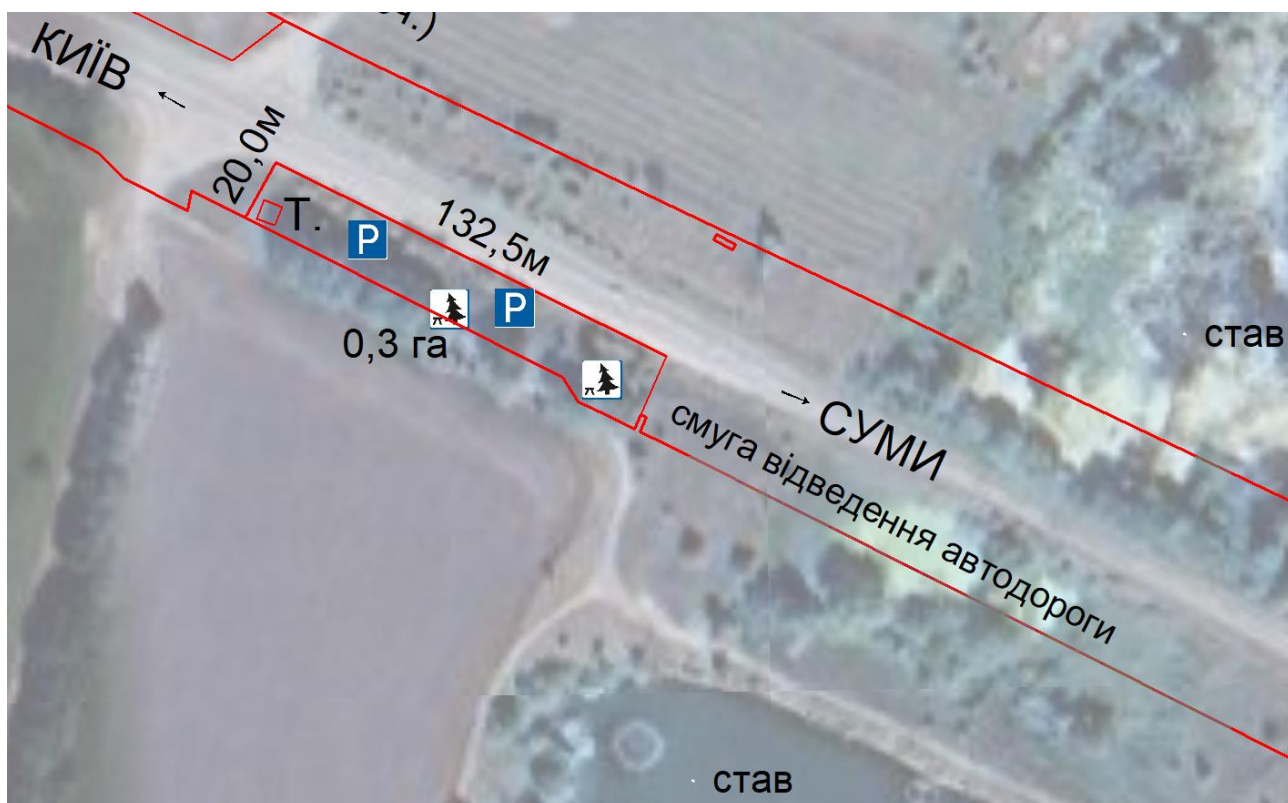 КИЇВ
20,0м
Т.
P
132,5м
P
0,3 га
став
СУМИ
смуга відведення автодороги
став